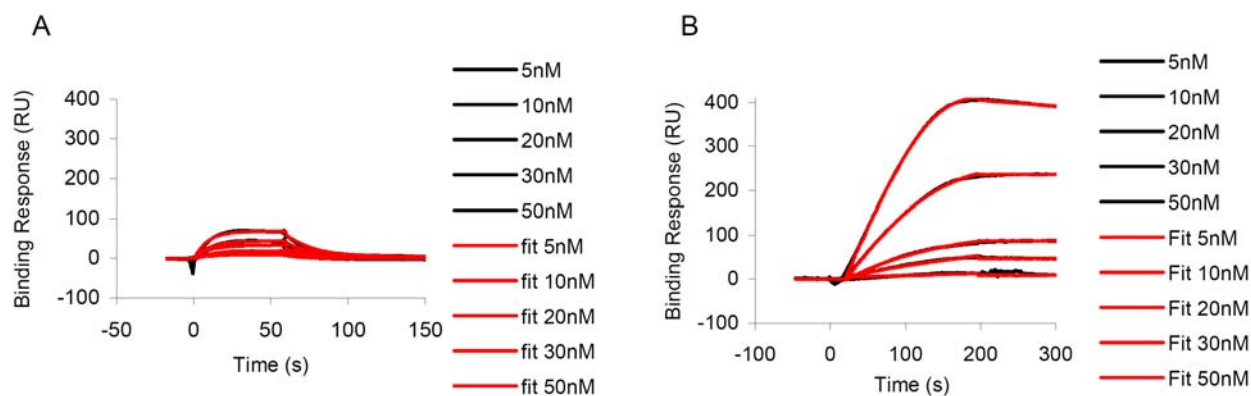 A
Binding Response (RU)
400
300
200
100
0
-100
-50
0
50
100
150
Time (s)
5nM
10nM
20nM
30nM
50nM
fit 5nM
fit 10nM
fit 20nM
fit 30nM
fit 50nM
B
Binding Response (RU)
400
300
200
100
0
-100
-100
0
100
200
300
Time (s)
5nM
10nM
20nM
30nM
50nM
Fit 5nM
Fit 10nM
Fit 20nM
Fit 30nM
Fit 50nM